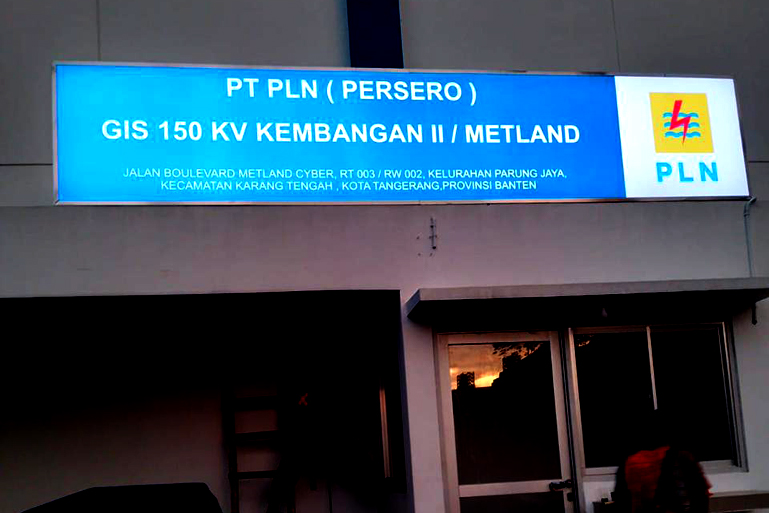 PT PLN ( PERSERO )
GIS 150 KV KEMBANGAN II / METLAND
JALAN BOULEVARD METLAND CYBER, RT 003 / RW 002, KELURAHAN PARUNG JAYA,
KECAMATAN KARANG TENGAH , KOTA TANGERANG,PROVINSI BANTEN
PLN